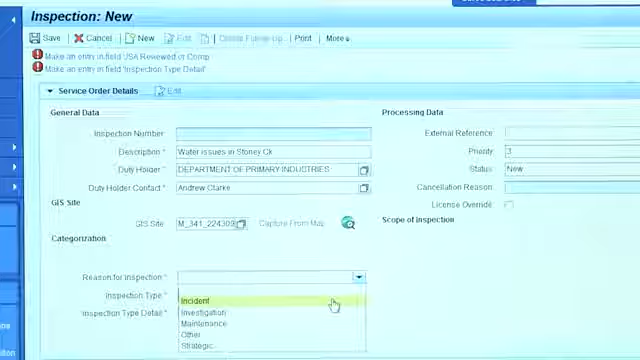 Inspection: New
Save Cancel New Edit Create Follow-Up Print More
Make an entry in field 'JSA Reviewed or Comp
Make an entry in field 'Inspection Type Detail'
Service Order Details Edit
General Data
Processing Data
Inspection Number:
External Reference:
Description: * Water issues in Stoney Ck
Priority: 3
Duty Holder: * DEPARTMENT OF PRIMARY INDUSTRIES
Status: New
Duty Holder Contact: * Andrew Clarke
Cancellation Reason:
License Override:
GIS Site
Scope of Inspection
GIS Site: M_341_224309 Capture From Map
Categorization
Reason for Inspection: *
Inspection Type: *
Incident
Inspection Type Detail: * Investigation
Maintenance
Other
Strategic